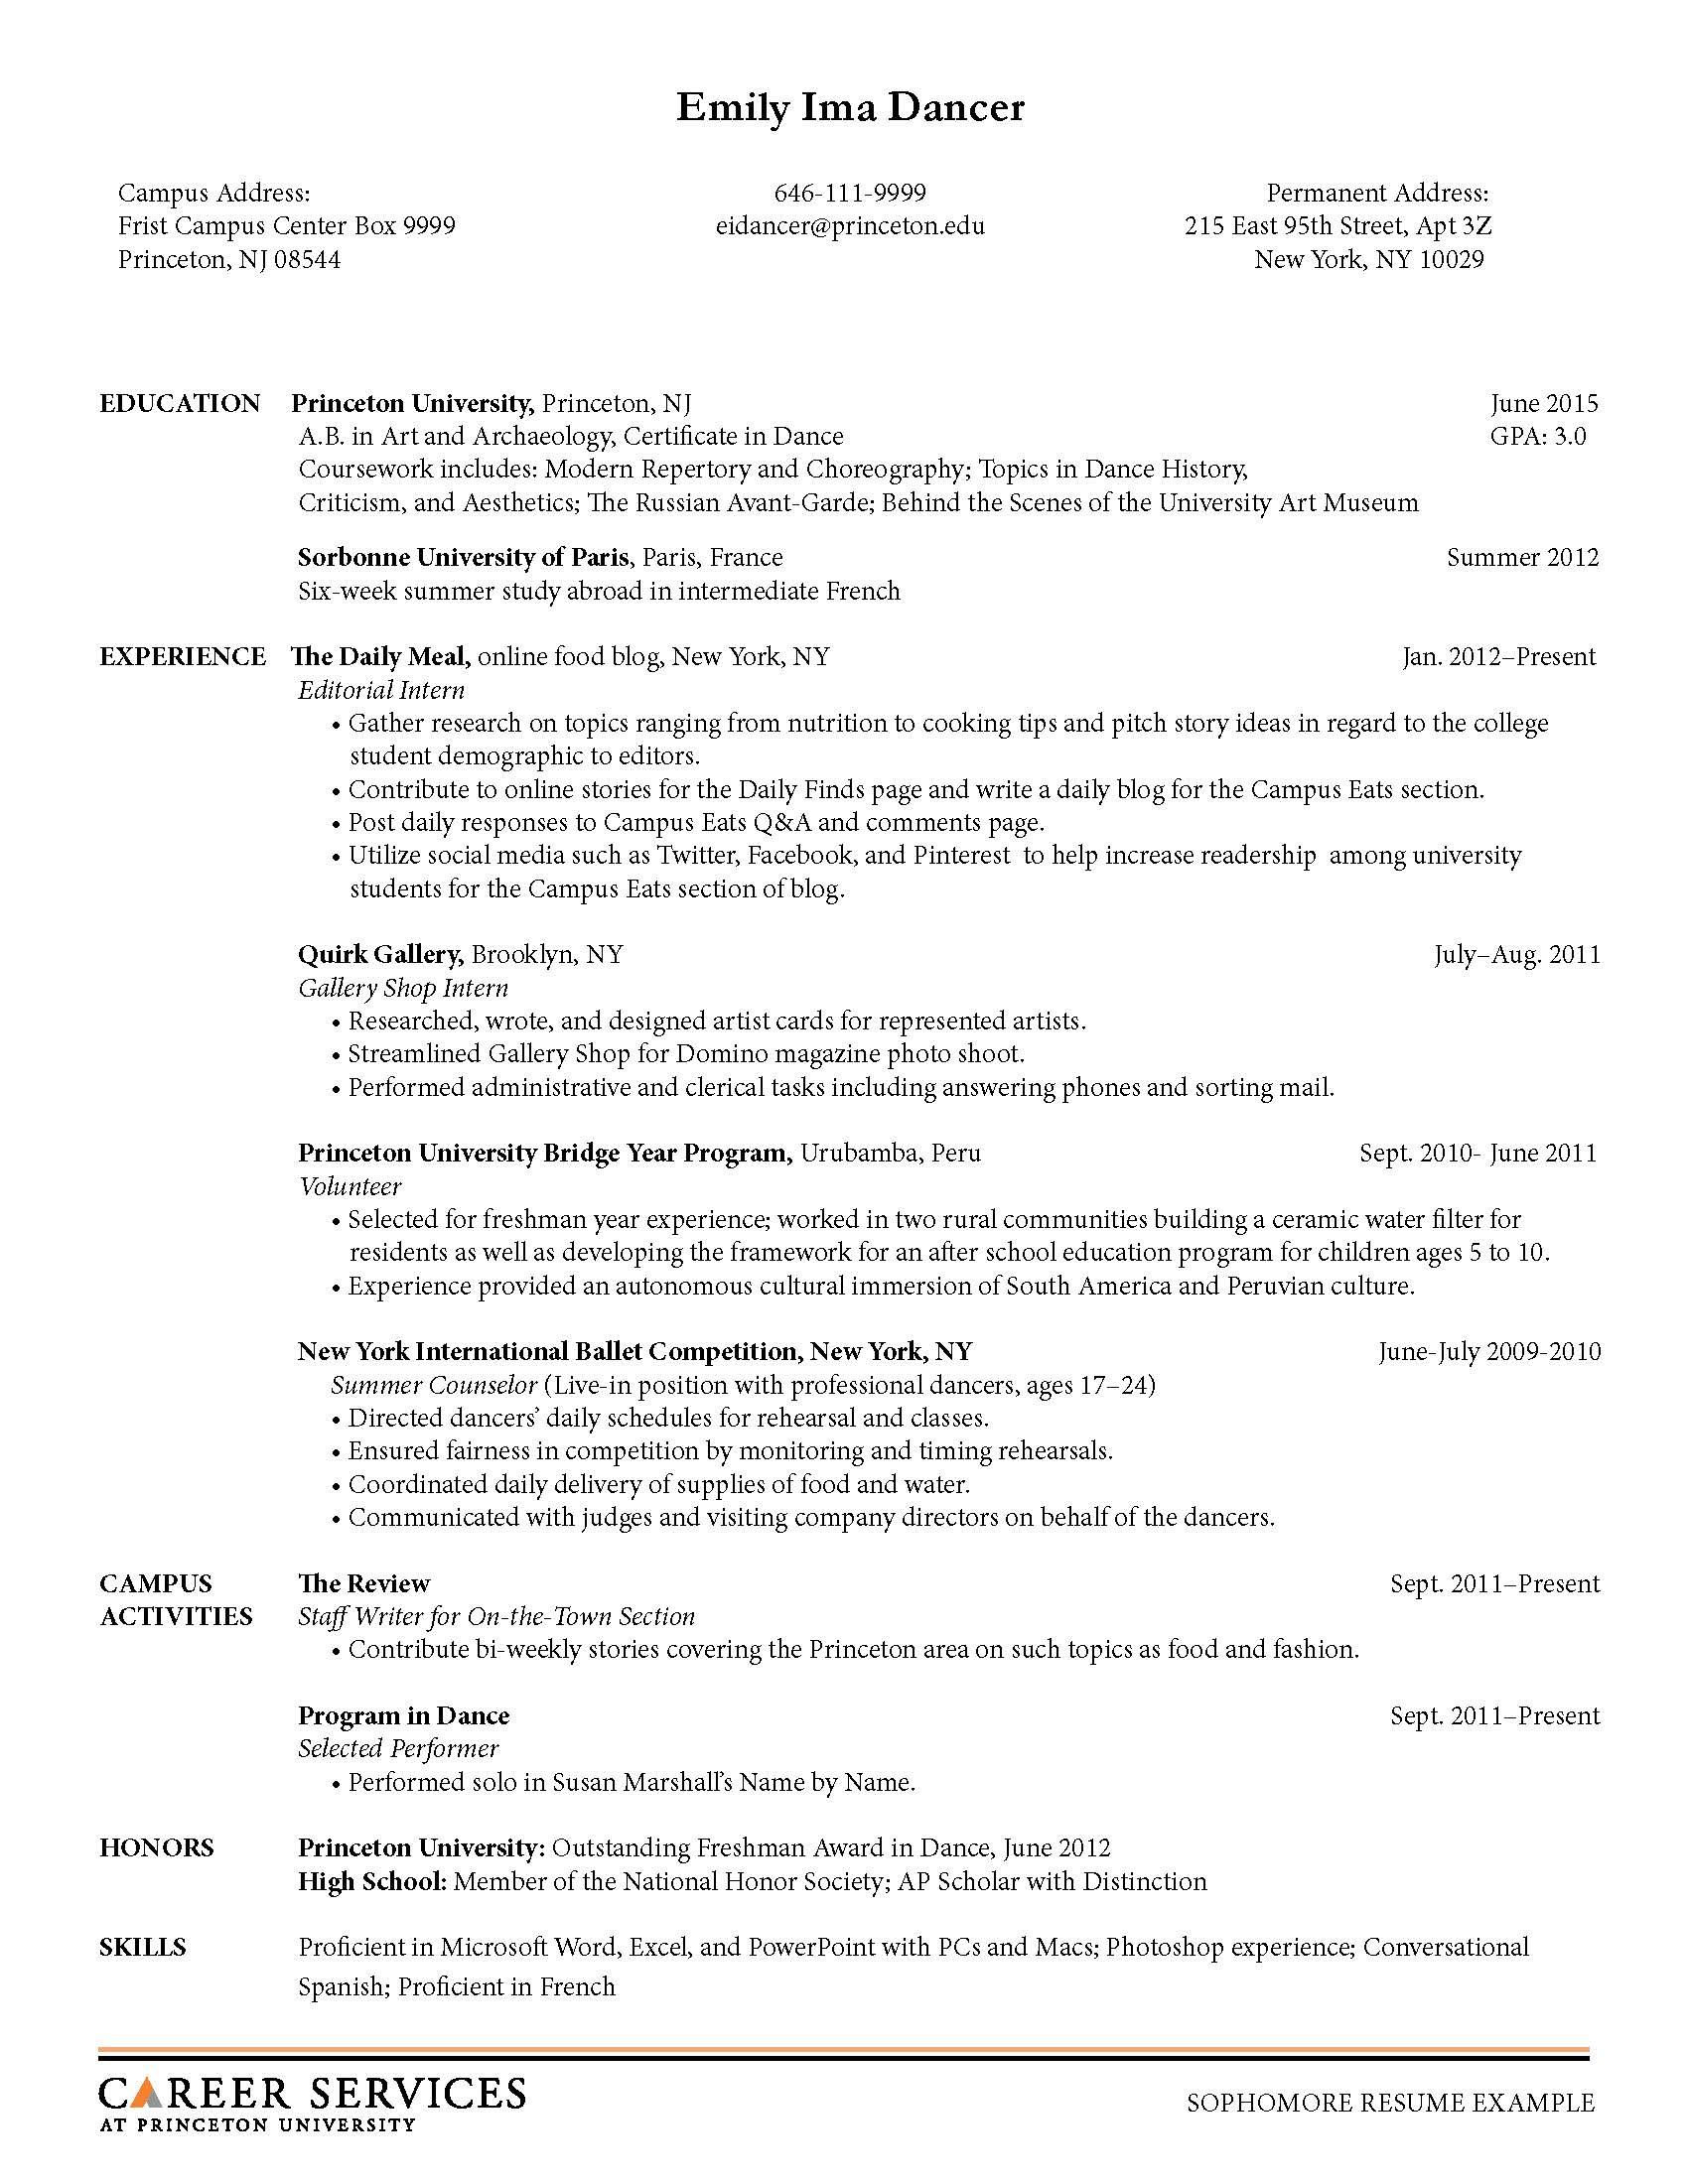 Emily Ima Dancer
Campus Address:
Frist Campus Center Box 9999
Princeton, NJ 08544
646-111-9999
eidancer@princeton.edu
Permanent Address:
215 East 95th Street, Apt 3Z
New York, NY 10029
EDUCATION Princeton University, Princeton, NJ June 2015
A.B. in Art and Archaeology, Certificate in Dance GPA: 3.0
Coursework includes: Modern Repertory and Choreography; Topics in Dance History,
Criticism, and Aesthetics; The Russian Avant-Garde; Behind the Scenes of the University Art Museum
Sorbonne University of Paris, Paris, France Summer 2012
Six-week summer study abroad in intermediate French
EXPERIENCE The Daily Meal, online food blog, New York, NY Jan. 2012–Present
Editorial Intern
• Gather research on topics ranging from nutrition to cooking tips and pitch story ideas in regard to the college
student demographic to editors.
• Contribute to online stories for the Daily Finds page and write a daily blog for the Campus Eats section.
• Post daily responses to Campus Eats Q&A and comments page.
• Utilize social media such as Twitter, Facebook, and Pinterest to help increase readership among university
students for the Campus Eats section of blog.
Quirk Gallery, Brooklyn, NY July–Aug. 2011
Gallery Shop Intern
• Researched, wrote, and designed artist cards for represented artists.
• Streamlined Gallery Shop for Domino magazine photo shoot.
• Performed administrative and clerical tasks including answering phones and sorting mail.
Princeton University Bridge Year Program, Urubamba, Peru Sept. 2010- June 2011
Volunteer
• Selected for freshman year experience; worked in two rural communities building a ceramic water filter for
residents as well as developing the framework for an after school education program for children ages 5 to 10.
• Experience provided an autonomous cultural immersion of South America and Peruvian culture.
New York International Ballet Competition, New York, NY June-July 2009-2010
Summer Counselor (Live-in position with professional dancers, ages 17–24)
• Directed dancers’ daily schedules for rehearsal and classes.
• Ensured fairness in competition by monitoring and timing rehearsals.
• Coordinated daily delivery of supplies of food and water.
• Communicated with judges and visiting company directors on behalf of the dancers.
CAMPUS The Review Sept. 2011–Present
ACTIVITIES Staff Writer for On-the-Town Section
• Contribute bi-weekly stories covering the Princeton area on such topics as food and fashion.
Program in Dance Sept. 2011–Present
Selected Performer
• Performed solo in Susan Marshall’s Name by Name.
HONORS Princeton University: Outstanding Freshman Award in Dance, June 2012
High School: Member of the National Honor Society; AP Scholar with Distinction
SKILLS Proficient in Microsoft Word, Excel, and PowerPoint with PCs and Macs; Photoshop experience; Conversational
Spanish; Proficient in French
CAREER SERVICES
AT PRINCETON UNIVERSITY
SOPHOMORE RESUME EXAMPLE